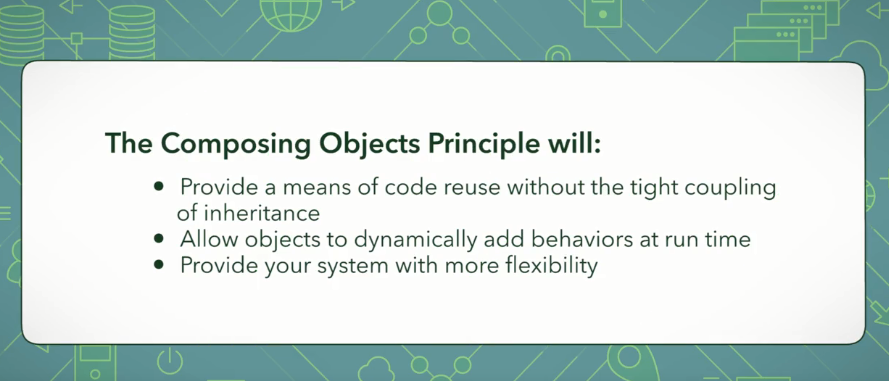 The Composing Objects Principle will:
• Provide a means of code reuse without the tight coupling
of inheritance
• Allow objects to dynamically add behaviors at run time
• Provide your system with more flexibility